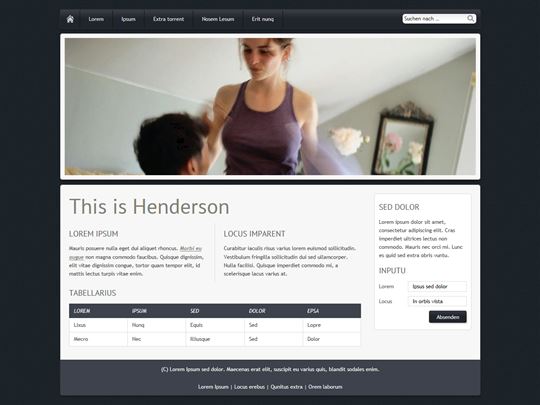 Lorem
Ipsum
Extra torrent
Nosem Lesum
Erit nunq
Suchen nach ...
This is Henderson
LOREM IPSUM
Mauris posuere nulla eget dui aliquet rhoncus. Morbi eu
augue non magna commodo faucibus. Quisque dignissim,
elit vitae dignissim congue, tortor quam tempor elit, id
mattis lectus turpis vitae enim.
LOCUS IMPARENT
Curabitur iaculis risus varius lorem euismod sollicitudin.
Vestibulum fringilla sollicitudin dui sed ullamcorper.
Nulla facilisi. Quisque imperdiet commodo mi, a
scelerisque lacus varius at.
TABELLARIUS
LOREM IPSUM SED DOLOR EPSA
Lixus Nunq Equis Sed Lopre
Mecro Nec Illiusque Sed Dolor
SED DOLOR
Lorem ipsum dolor sit amet,
consectetur adipiscing elit. Cras
imperdiet ultrices lectus non
commodo. Mauris nec orci mi. Lunc
es quid sed extra obris vuntu.
INPUTU
Lorem Ipsus sed dolor
Locus In orbis vista
Absenden
(C) Lorem Ipsum sed dolor. Maecenas erat elit, suscipit eu varius quis, blandit sodales enim.
Lorem Ipsum | Locus erebus | Qunitus extra | Orem laborum